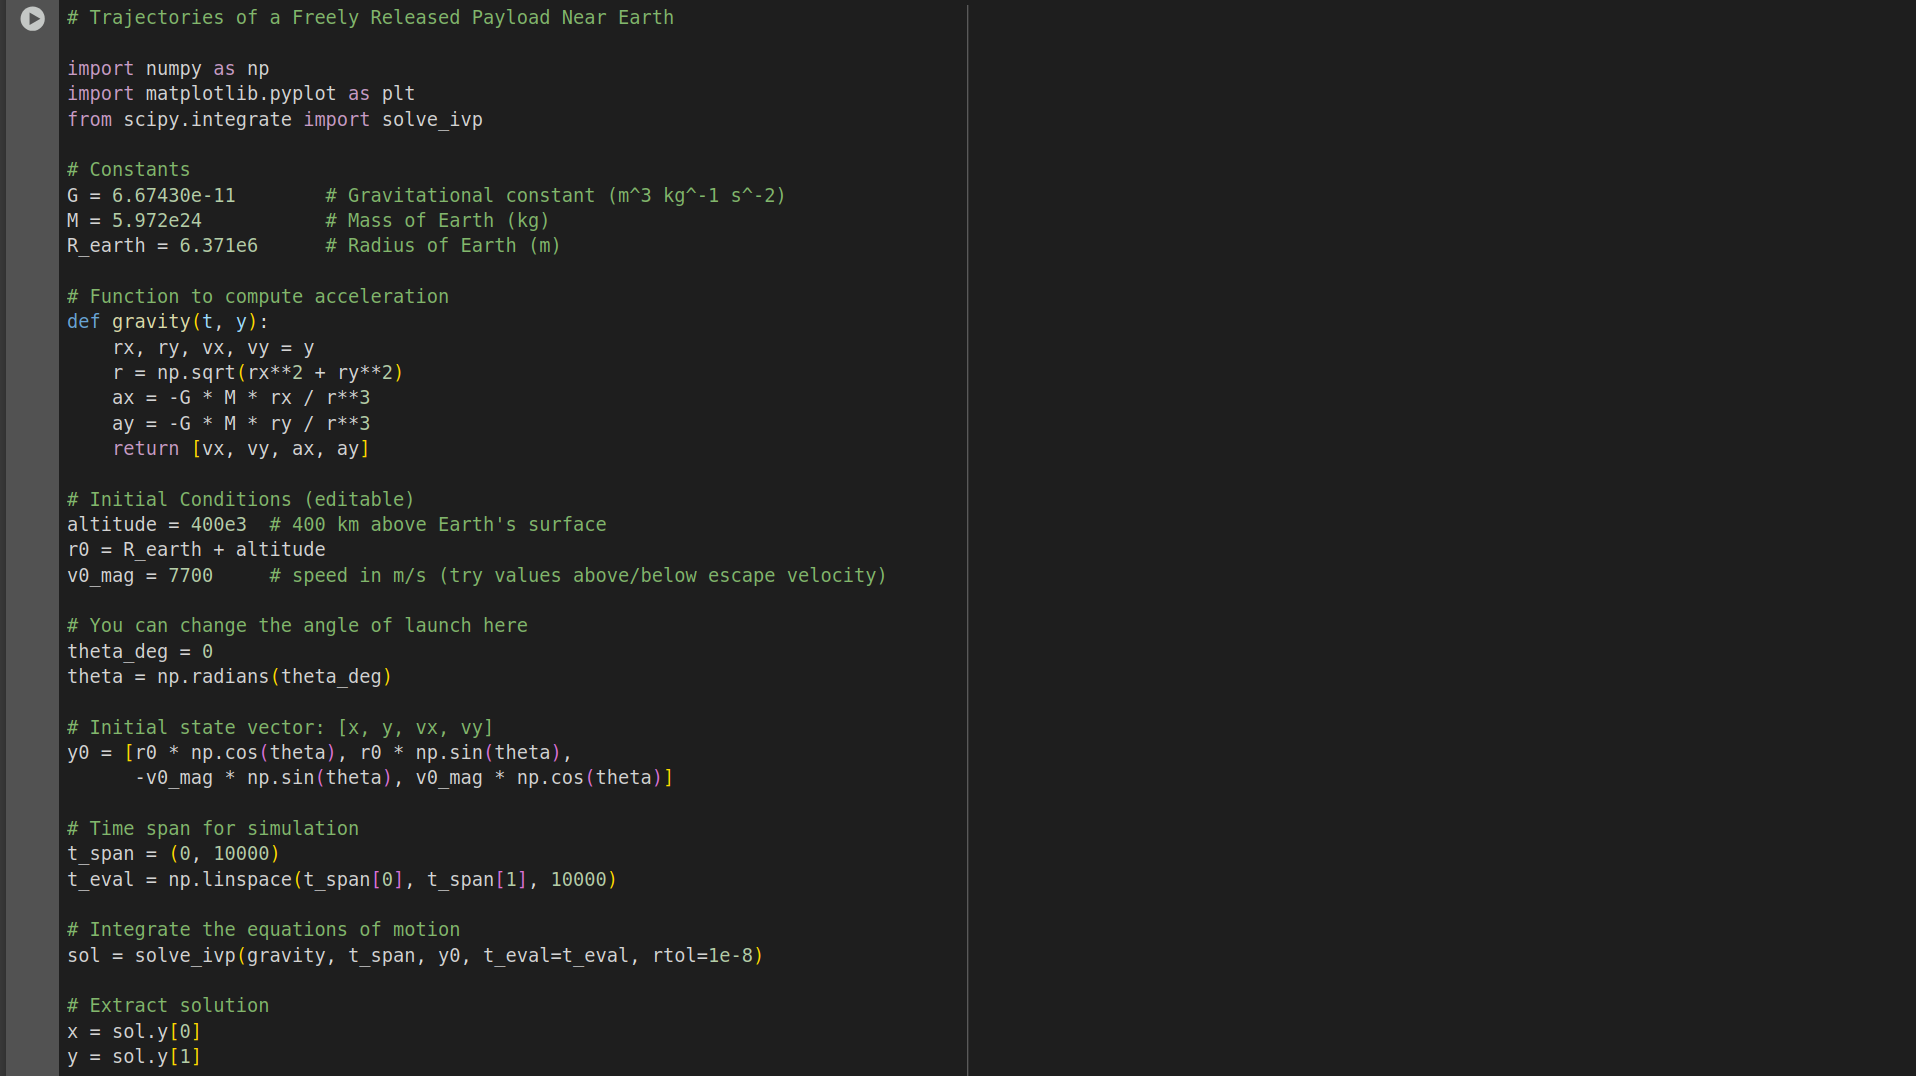 # Trajectories of a Freely Released Payload Near Earth
import numpy as np
import matplotlib.pyplot as plt
from scipy.integrate import solve_ivp
# Constants
G = 6.67430e-11        # Gravitational constant (m^3 kg^-1 s^-2)
M = 5.972e24           # Mass of Earth (kg)
R_earth = 6.371e6      # Radius of Earth (m)
# Function to compute acceleration
def gravity(t, y):
    rx, ry, vx, vy = y
    r = np.sqrt(rx**2 + ry**2)
    ax = -G * M * rx / r**3
    ay = -G * M * ry / r**3
    return [vx, vy, ax, ay]
# Initial Conditions (editable)
altitude = 400e3  # 400 km above Earth's surface
r0 = R_earth + altitude
v0_mag = 7700     # speed in m/s (try values above/below escape velocity)
# You can change the angle of launch here
theta_deg = 0
theta = np.radians(theta_deg)
# Initial state vector: [x, y, vx, vy]
y0 = [r0 * np.cos(theta), r0 * np.sin(theta),
      -v0_mag * np.sin(theta), v0_mag * np.cos(theta)]
# Time span for simulation
t_span = (0, 10000)
t_eval = np.linspace(t_span[0], t_span[1], 10000)
# Integrate the equations of motion
sol = solve_ivp(gravity, t_span, y0, t_eval=t_eval, rtol=1e-8)
# Extract solution
x = sol.y[0]
y = sol.y[1]